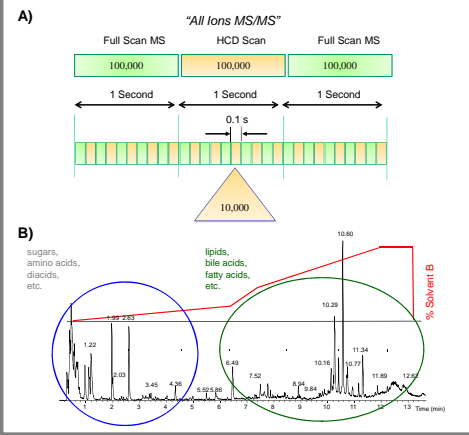 A)
"All Ions MS/MS"
Full Scan MS HCD Scan Full Scan MS
100,000 100,000 100,000
1 Second 1 Second 1 Second
0.1 s
10,000
B)
sugars,
amino acids,
diacids,
etc.
lipids,
bile acids,
fatty acids,
etc.
10.60
% Solvent B
1.99 2.63
10.29
1.22
11.34
6.49
10.16
10.77
2.03
7.52
11.89
12.63
3.45
4.36
8.94
9.84
5.52
5.86
1 2 3 4 5 6 7 8 9 10 11 12 13
Time (min)